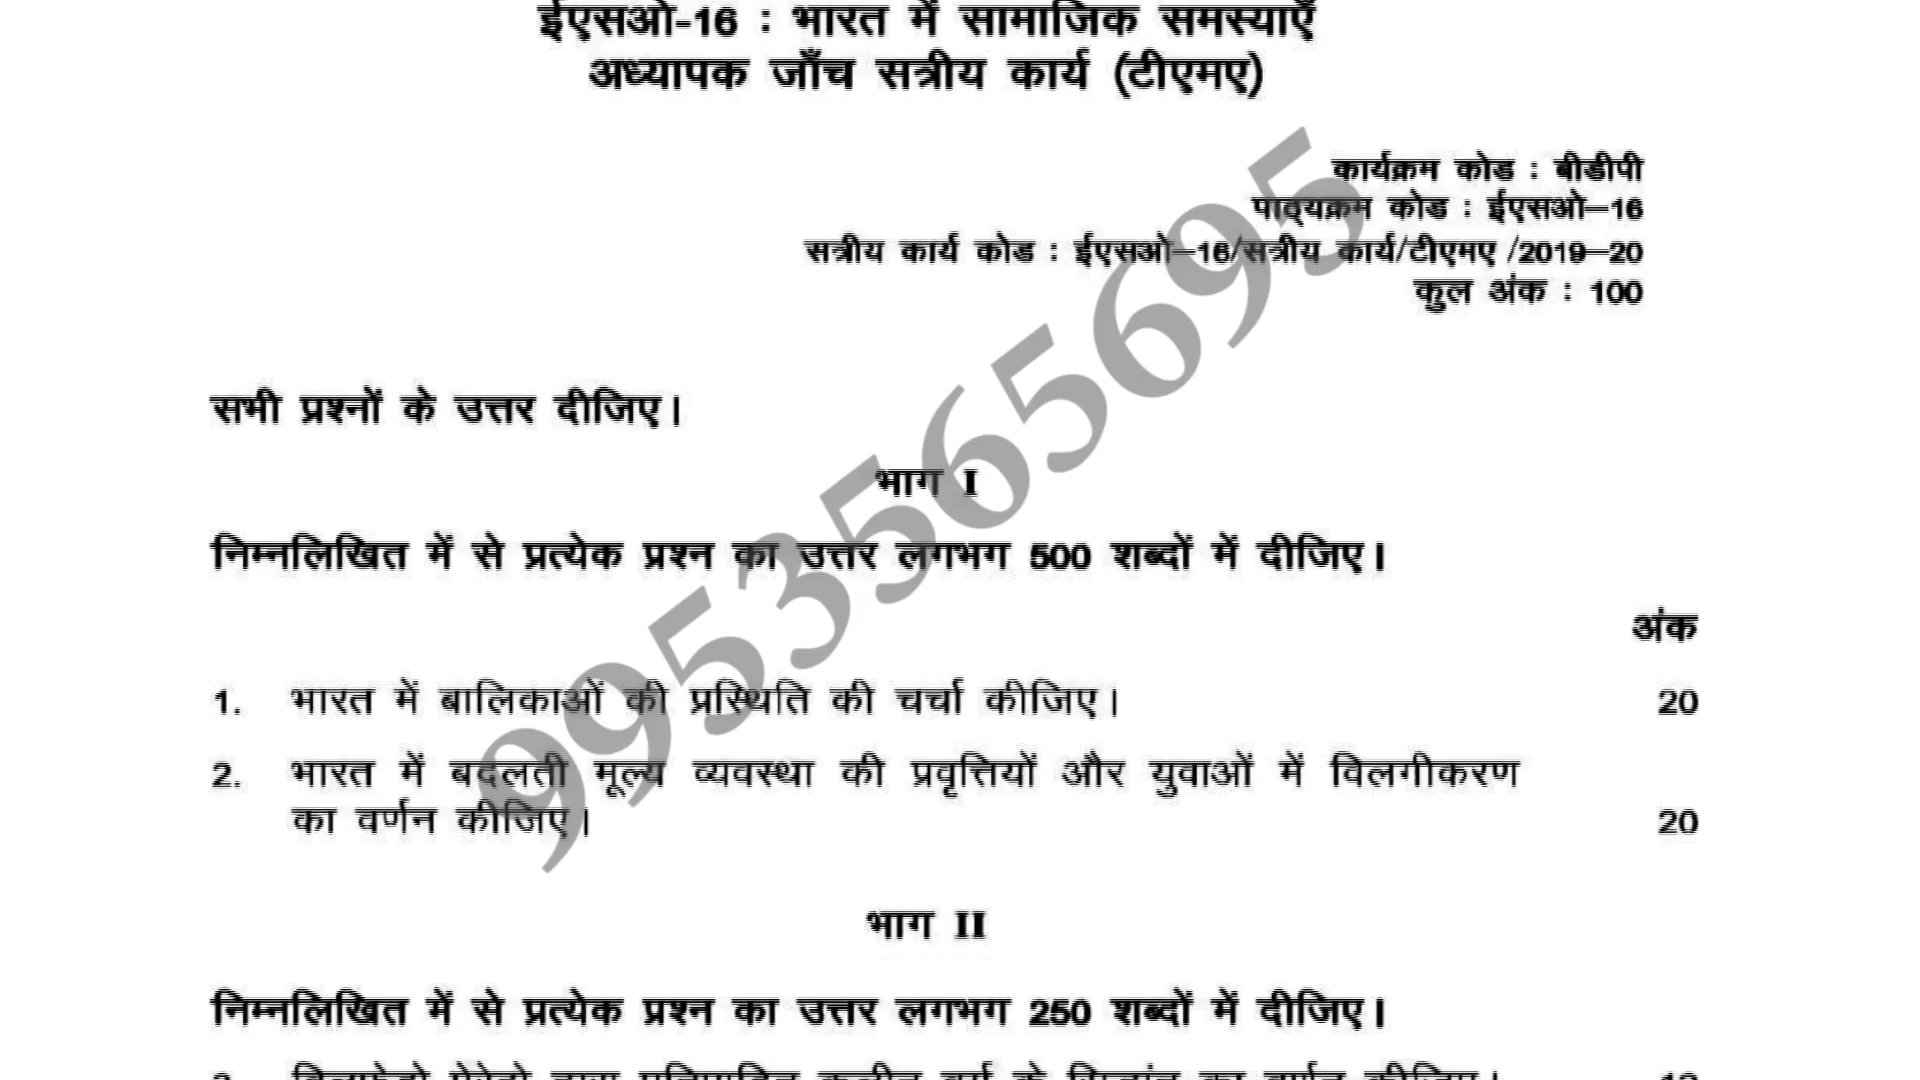 ईएसओ-16 : भारत में सामाजिक समस्याएँ
अध्यापक जाँच सत्रीय कार्य (टीएमए)
कार्यक्रम कोड : बीडीपी
पाठ्यक्रम कोड : ईएसओ–16
सत्रीय कार्य कोड : ईएसओ–16/सत्रीय कार्य/टीएमए /2019–20
कुल अंक : 100
सभी प्रश्नों के उत्तर दीजिए।
भाग I
निम्नलिखित में से प्रत्येक प्रश्न का उत्तर लगभग 500 शब्दों में दीजिए।
अंक
1. भारत में बालिकाओं की प्रस्थिति की चर्चा कीजिए। 20
2. भारत में बदलती मूल्य व्यवस्था की प्रवृत्तियों और युवाओं में विलगीकरण
का वर्णन कीजिए। 20
9953565695
भाग II
निम्नलिखित में से प्रत्येक प्रश्न का उत्तर लगभग 250 शब्दों में दीजिए।
के सिद्धांत का वर्णन कीजिए। 12